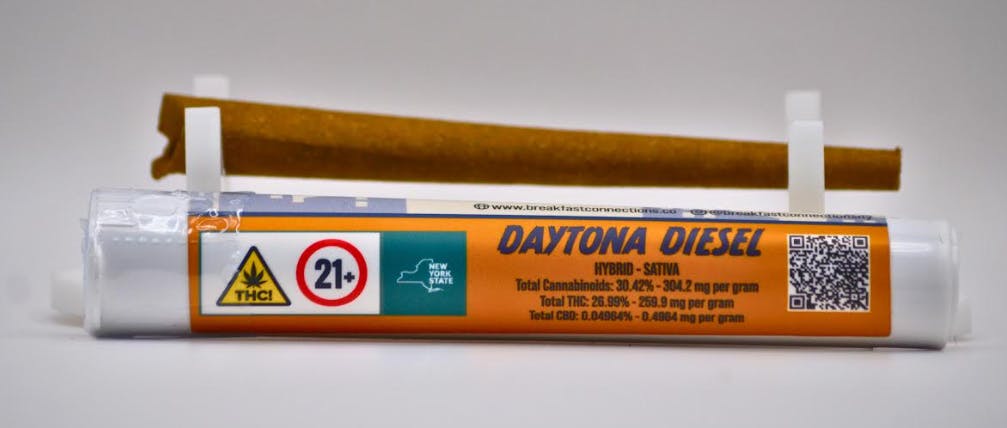 www.breakfastconnections.co @breakfastconnectionsny
THC!
21+
NEW
YORK
STATE
DAYTONA DIESEL
HYBRID - SATIVA
Total Cannabinoids: 30.42% - 304.2 mg per gram
Total THC: 26.99% - 259.9 mg per gram
Total CBD: 0.04964% - 0.4964 mg per gram